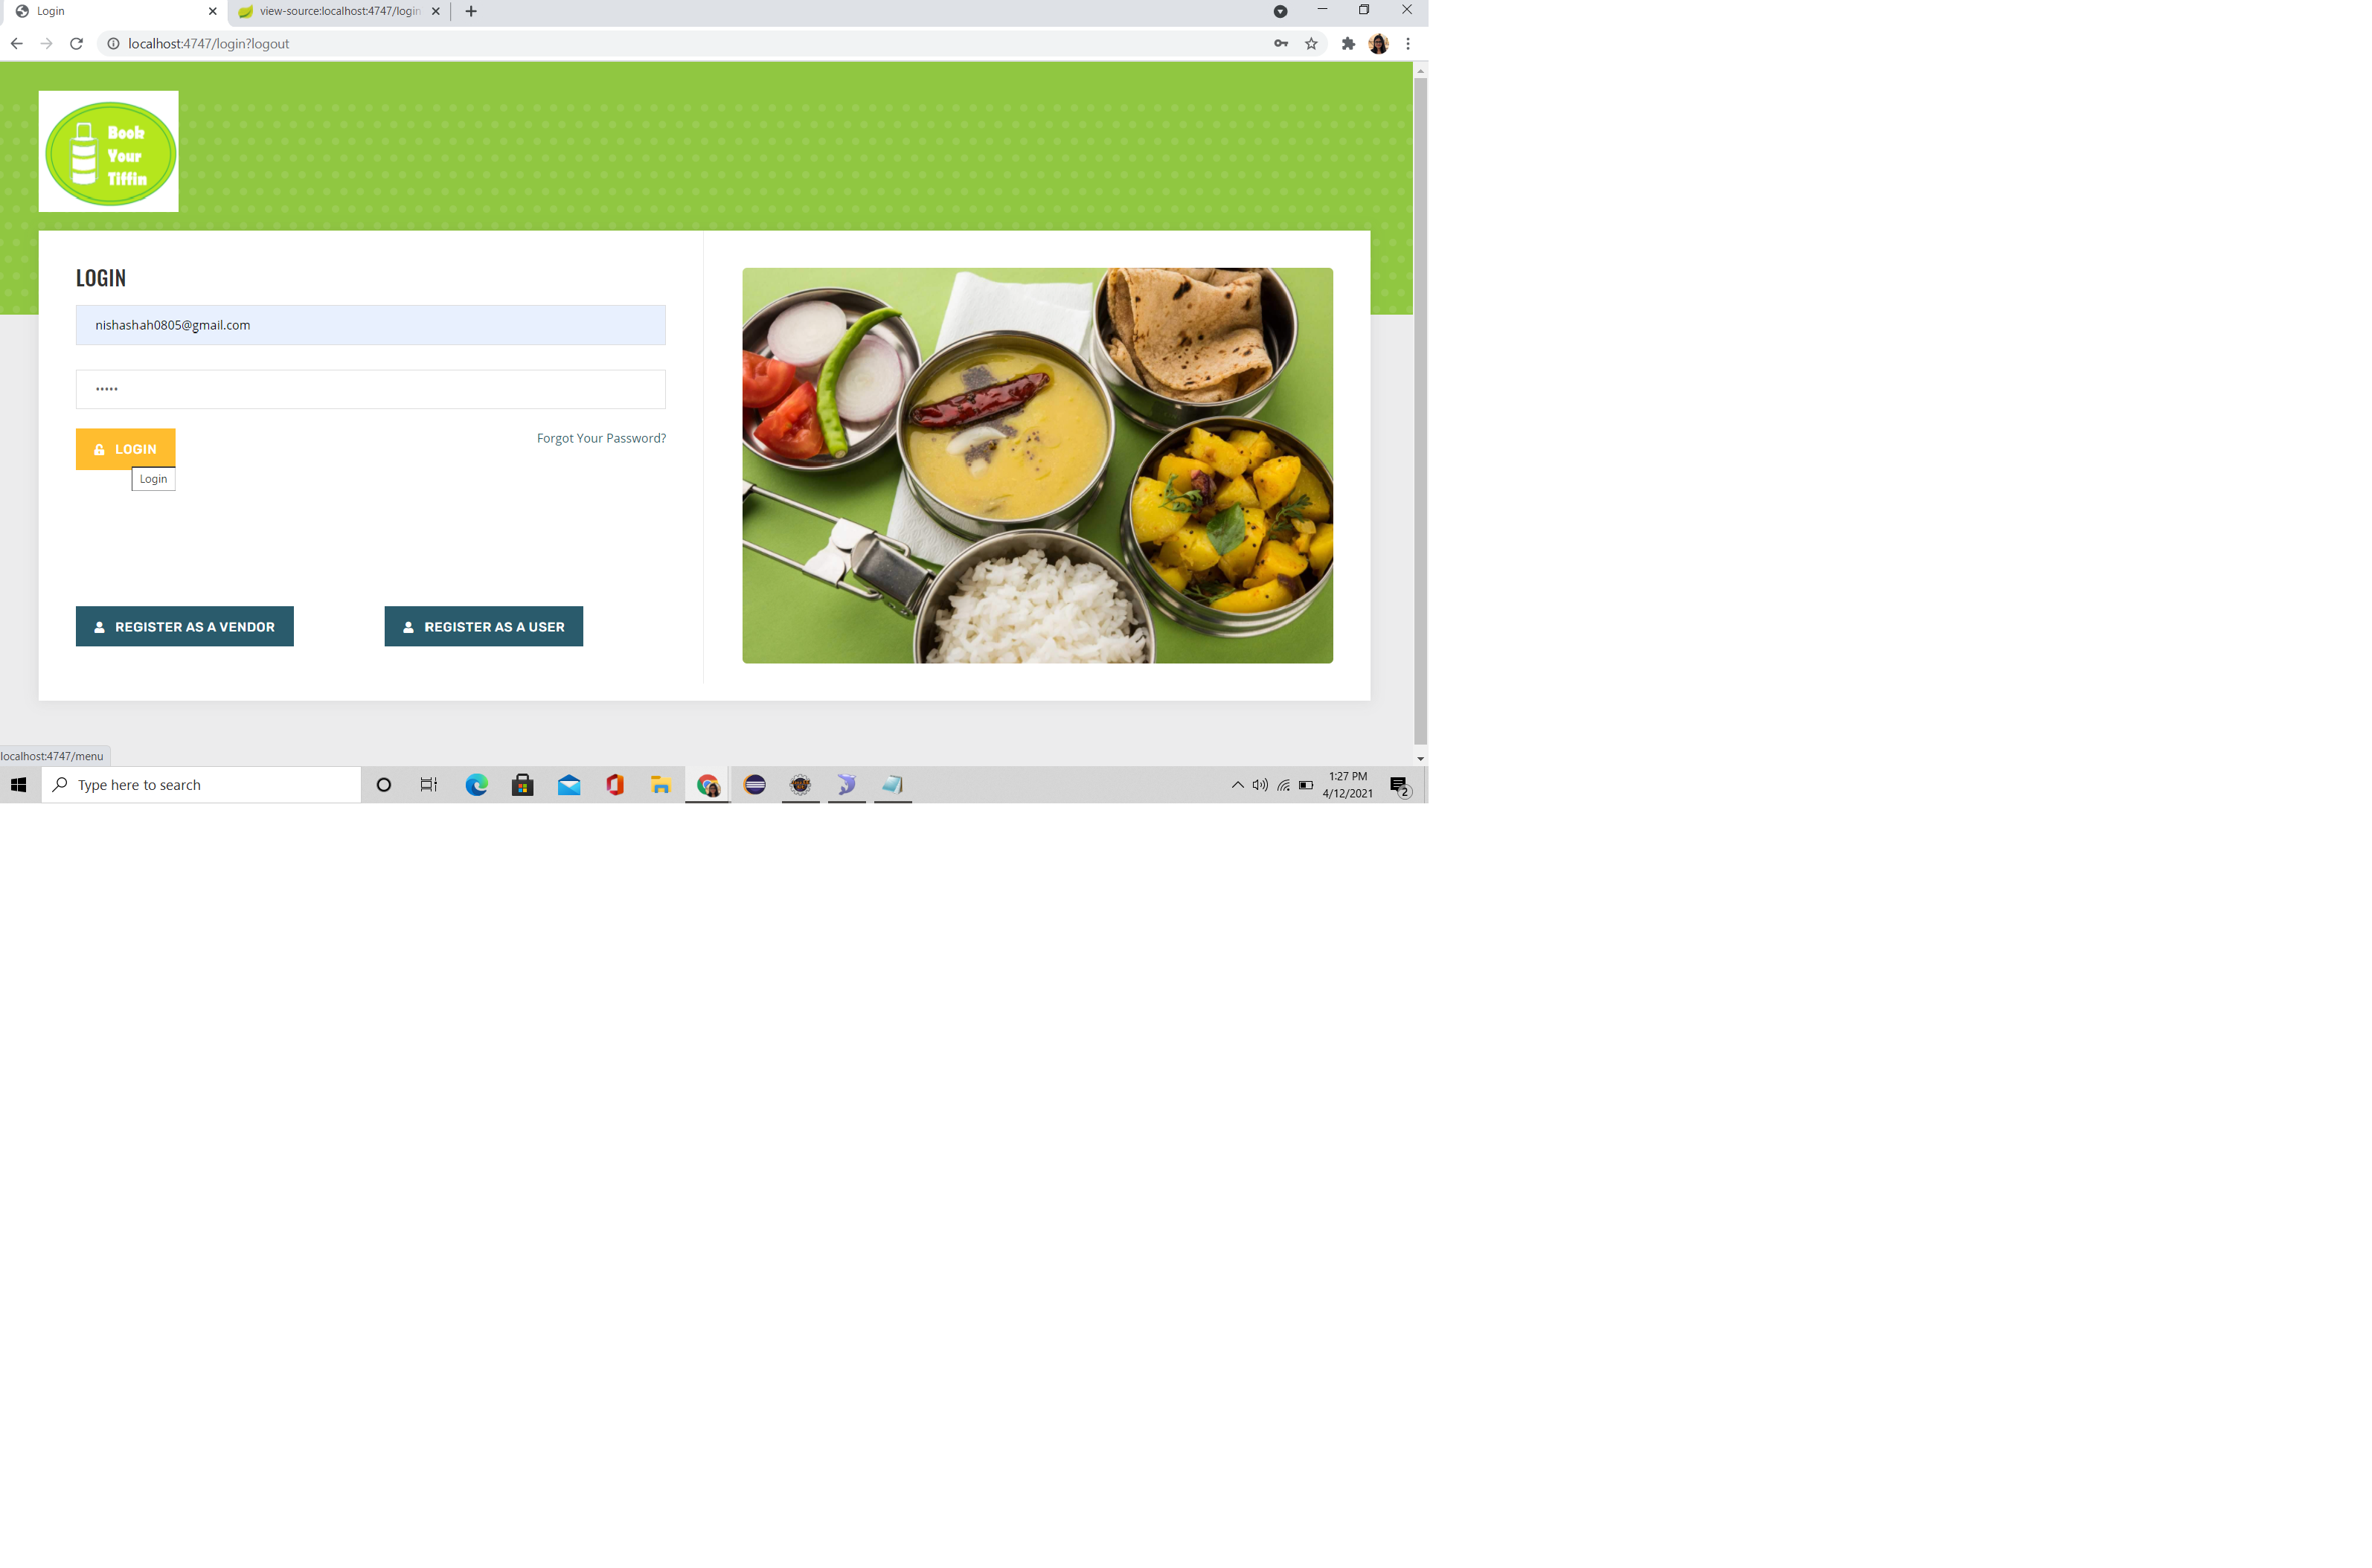 Login
view-source:localhost:4747/login
localhost:4747/login?logout
Book
Your
Tiffin
LOGIN
nishashah0805@gmail.com
•••••
LOGIN
Forgot Your Password?
Login
REGISTER AS A VENDOR
REGISTER AS A USER
localhost:4747/menu
Type here to search
1:27 PM
4/12/2021
2